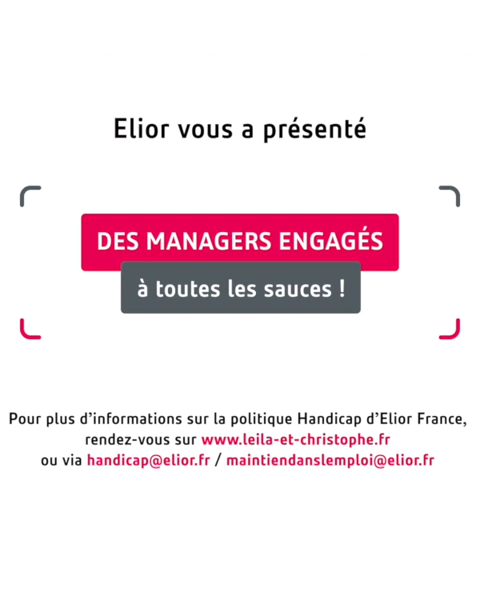 Elior vous a présenté
DES MANAGERS ENGAGÉS
à toutes les sauces !
Pour plus d'informations sur la politique Handicap d'Elior France,
rendez-vous sur www.leila-et-christophe.fr
ou via handicap@elior.fr / maintiendanslemploi@elior.fr